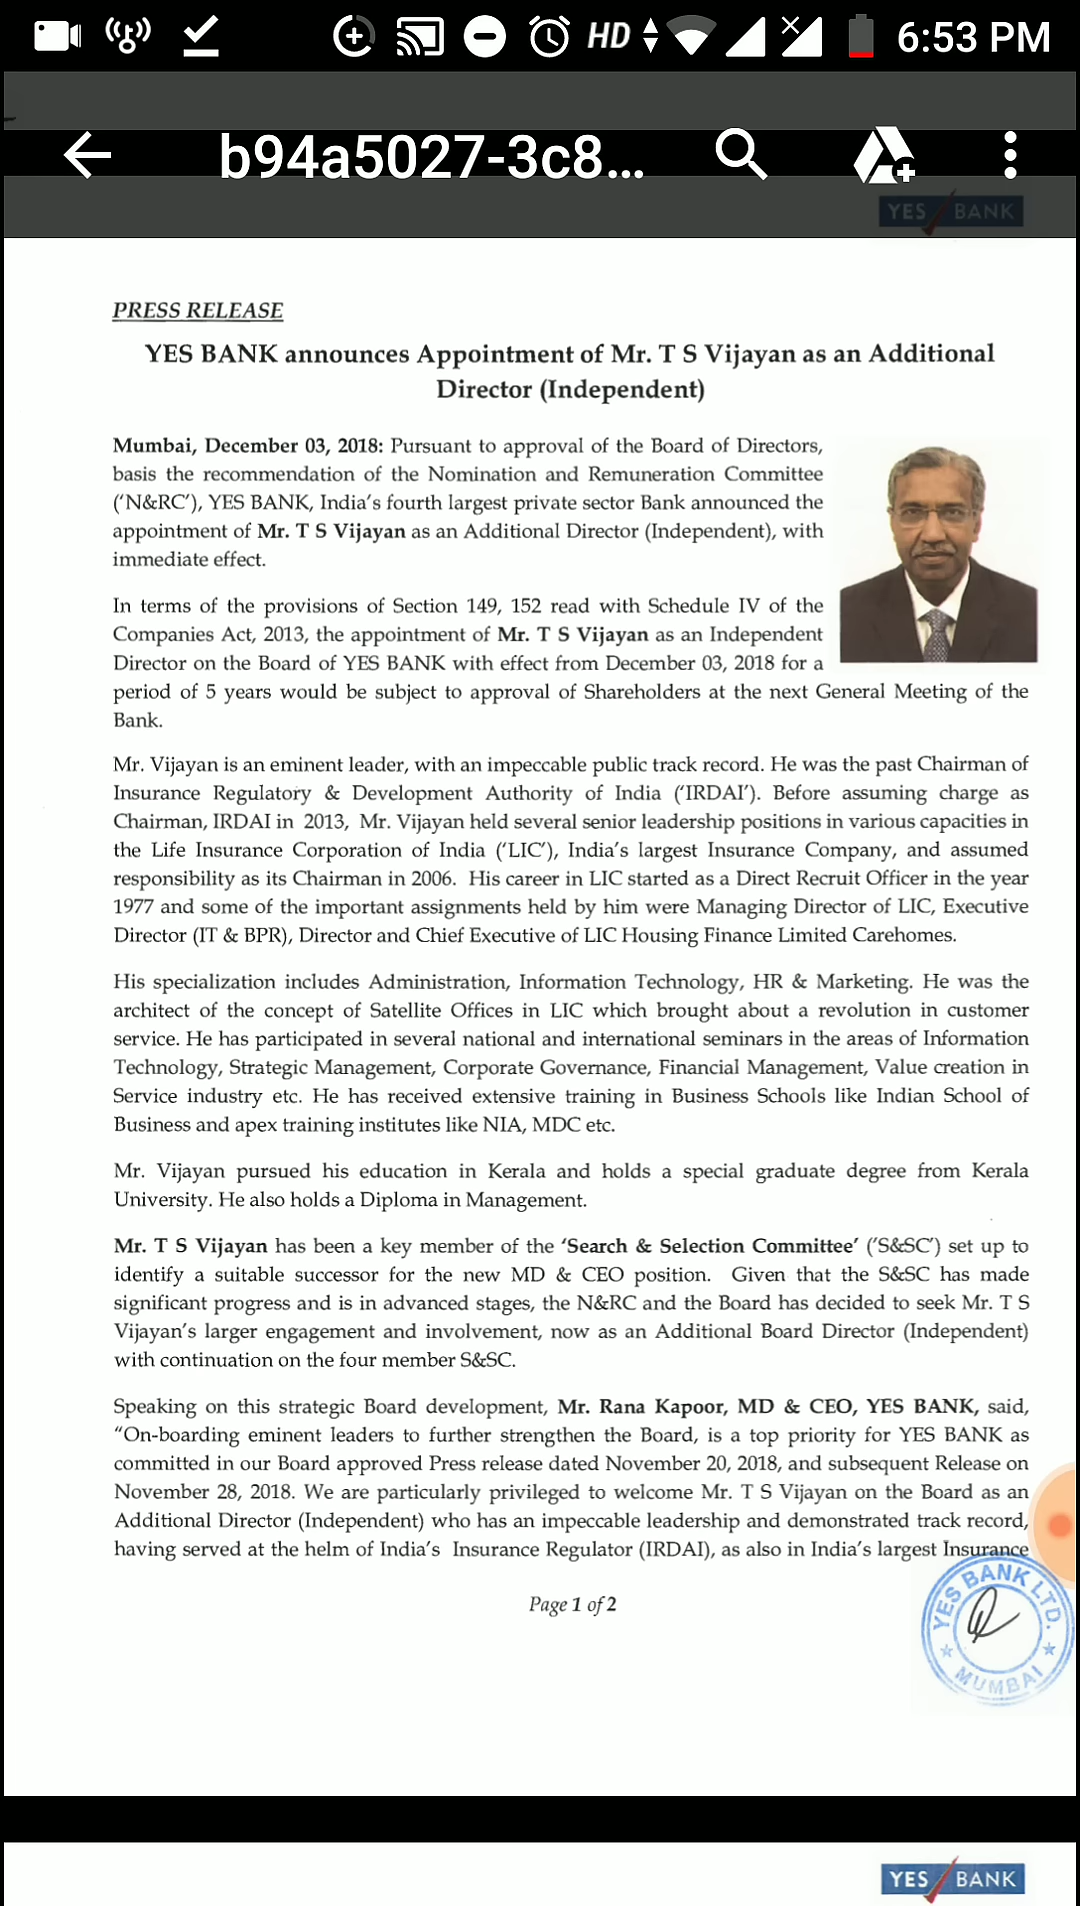 HD 6:53 PM
b94a5027-3c8...
YES BANK
PRESS RELEASE
YES BANK announces Appointment of Mr. T S Vijayan as an Additional
Director (Independent)
Mumbai, December 03, 2018: Pursuant to approval of the Board of Directors,
basis the recommendation of the Nomination and Remuneration Committee
('N&RC'), YES BANK, India's fourth largest private sector Bank announced the
appointment of Mr. T S Vijayan as an Additional Director (Independent), with
immediate effect.
In terms of the provisions of Section 149, 152 read with Schedule IV of the
Companies Act, 2013, the appointment of Mr. T S Vijayan as an Independent
Director on the Board of YES BANK with effect from December 03, 2018 for a
period of 5 years would be subject to approval of Shareholders at the next General Meeting of the
Bank.
Mr. Vijayan is an eminent leader, with an impeccable public track record. He was the past Chairman of
Insurance Regulatory & Development Authority of India ('IRDAI'). Before assuming charge as
Chairman, IRDAI in 2013, Mr. Vijayan held several senior leadership positions in various capacities in
the Life Insurance Corporation of India ('LIC'), India's largest Insurance Company, and assumed
responsibility as its Chairman in 2006. His career in LIC started as a Direct Recruit Officer in the year
1977 and some of the important assignments held by him were Managing Director of LIC, Executive
Director (IT & BPR), Director and Chief Executive of LIC Housing Finance Limited Carehomes.
His specialization includes Administration, Information Technology, HR & Marketing. He was the
architect of the concept of Satellite Offices in LIC which brought about a revolution in customer
service. He has participated in several national and international seminars in the areas of Information
Technology, Strategic Management, Corporate Governance, Financial Management, Value creation in
Service industry etc. He has received extensive training in Business Schools like Indian School of
Business and apex training institutes like NIA, MDC etc.
Mr. Vijayan pursued his education in Kerala and holds a special graduate degree from Kerala
University. He also holds a Diploma in Management.
Mr. T S Vijayan has been a key member of the 'Search & Selection Committee' ('S&SC') set up to
identify a suitable successor for the new MD & CEO position. Given that the S&SC has made
significant progress and is in advanced stages, the N&RC and the Board has decided to seek Mr. T S
Vijayan's larger engagement and involvement, now as an Additional Board Director (Independent)
with continuation on the four member S&SC.
Speaking on this strategic Board development, Mr. Rana Kapoor, MD & CEO, YES BANK, said,
"On-boarding eminent leaders to further strengthen the Board, is a top priority for YES BANK as
committed in our Board approved Press release dated November 20, 2018, and subsequent Release on
November 28, 2018. We are particularly privileged to welcome Mr. T S Vijayan on the Board as an
Additional Director (Independent) who has an impeccable leadership and demonstrated track record,
having served at the helm of India's Insurance Regulator (IRDAI), as also in India's largest Insurance
Page 1 of 2
YES BANK LTD.
MUMBAI
YES BANK